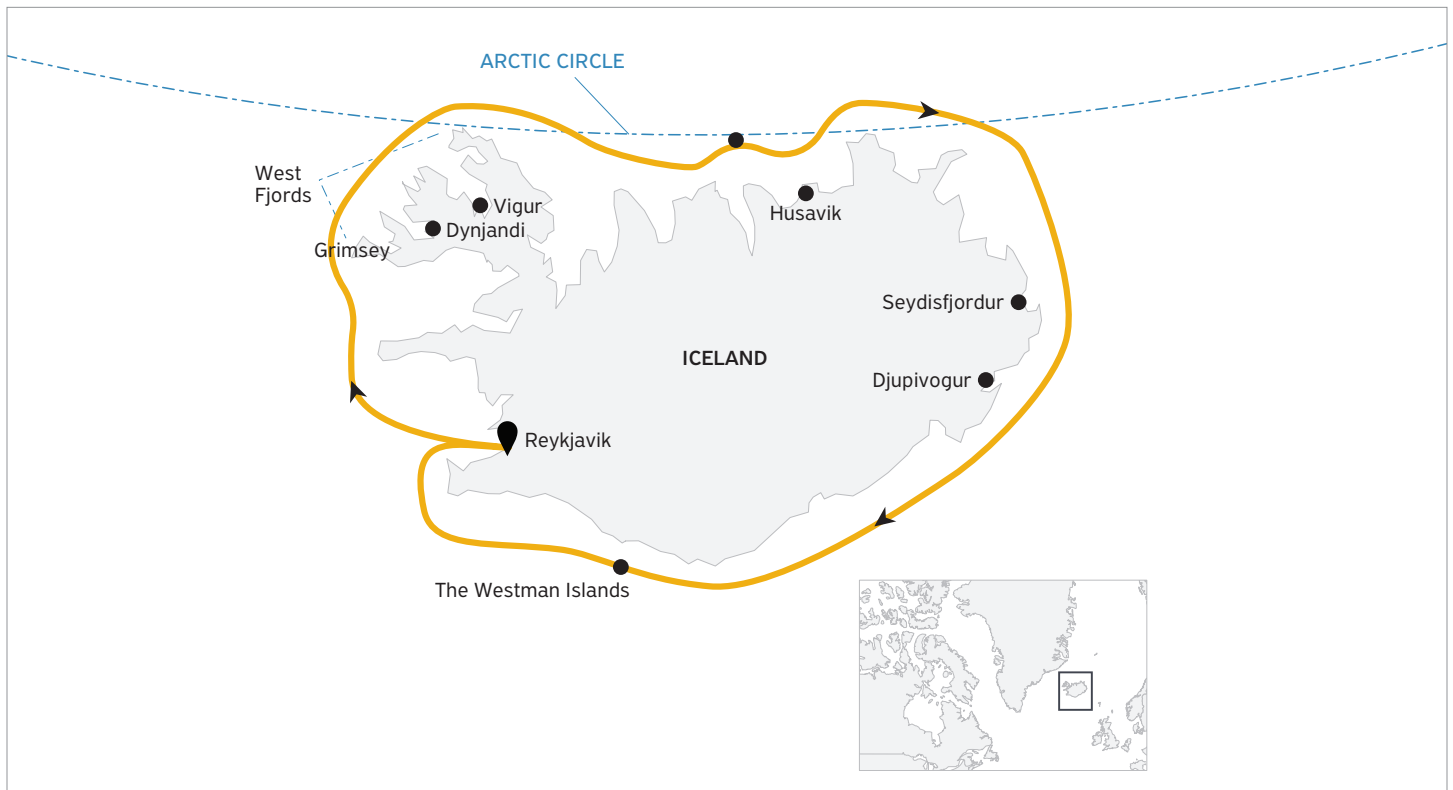 ARCTIC CIRCLE
West
Fjords
Vigur
Husavik
Dynjandi
Grimsey
Seydisfjordur
ICELAND
Djupivogur
Reykjavik
The Westman Islands